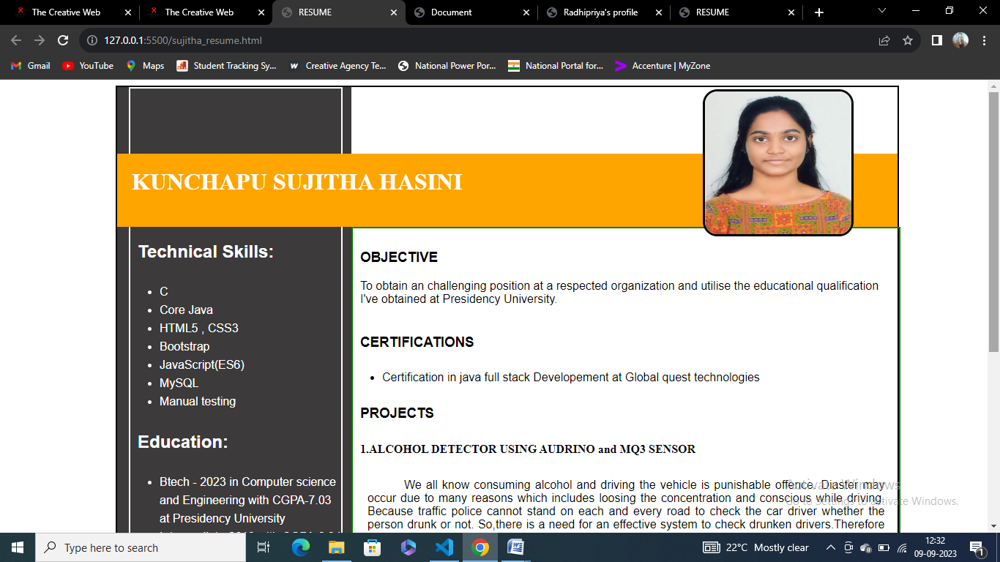 The Creative Web
The Creative Web
RESUME
Document
Radhipriya's profile
RESUME
127.0.0.1:5500/sujitha_resume.html
Gmail
YouTube
Maps
Student Tracking Sy...
Creative Agency Te...
National Power Por...
National Portal for...
Accenture | MyZone
KUNCHAPU SUJITHA HASINI
Technical Skills:
C
Core Java
HTML5 , CSS3
Bootstrap
JavaScript(ES6)
MySQL
Manual testing
Education:
Btech - 2023 in Computer science
and Engineering with CGPA-7.03
at Presidency University
OBJECTIVE
To obtain an challenging position at a respected organization and utilise the educational qualification
I've obtained at Presidency University.
CERTIFICATIONS
Certification in java full stack Developement at Global quest technologies
PROJECTS
1.ALCOHOL DETECTOR USING AUDRINO and MQ3 SENSOR
We all know consuming alcohol and driving the vehicle is punishable offence. Diaster may
occur due to many reasons which includes loosing the concentration and conscious while driving.
Because traffic police cannot stand on each and every road to check the car driver whether the
person drunk or not. So,there is a need for an effective system to check drunken drivers.Therefore
Activate Windows
Go to Settings to activate Windows.
Type here to search
22°C Mostly clear
12:32
09-09-2023
1